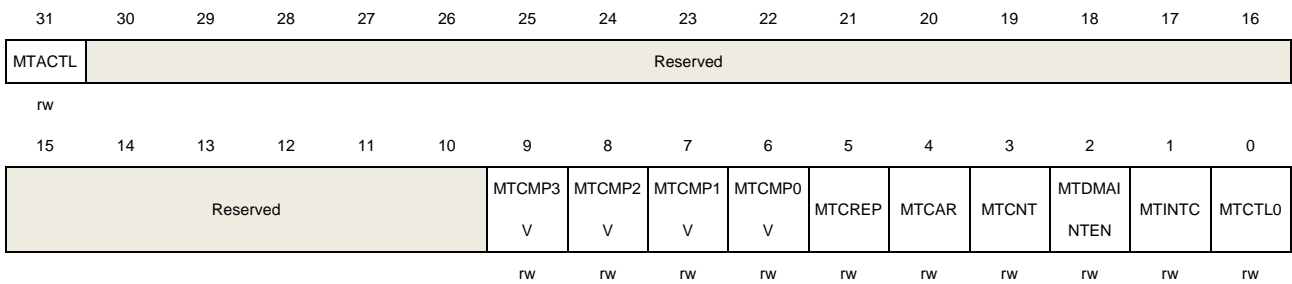 31 30 29 28 27 26 25 24 23 22 21 20 19 18 17 16
MTACTL Reserved
rw
15 14 13 12 11 10 9 8 7 6 5 4 3 2 1 0
Reserved MTCMP3 V MTCMP2 V MTCMP1 V MTCMP0 V MTCREP MTCAR MTCNT MTDMAI NTEN MTINTC MTCTL0
rw rw rw rw rw rw rw rw rw rw